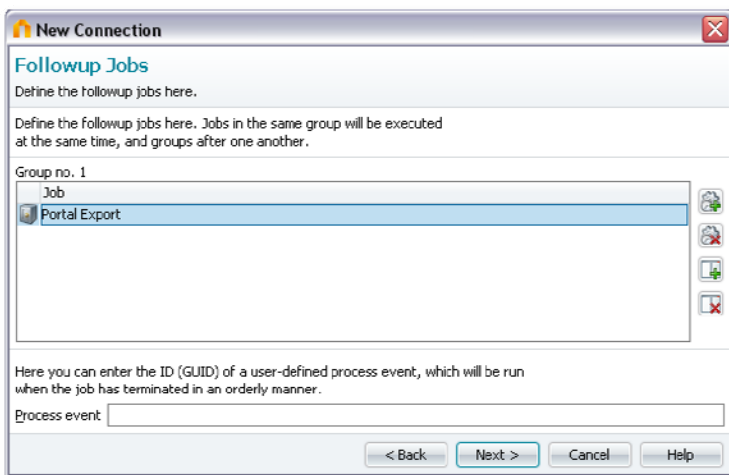 New Connection
Followup Jobs
Define the followup jobs here.
Define the followup jobs here. Jobs in the same group will be executed
at the same time, and groups after one another.
Group no. 1
Job
Portal Export
Here you can enter the ID (GUID) of a user-defined process event, which will be run
when the job has terminated in an orderly manner.
Process event
< Back Next > Cancel Help